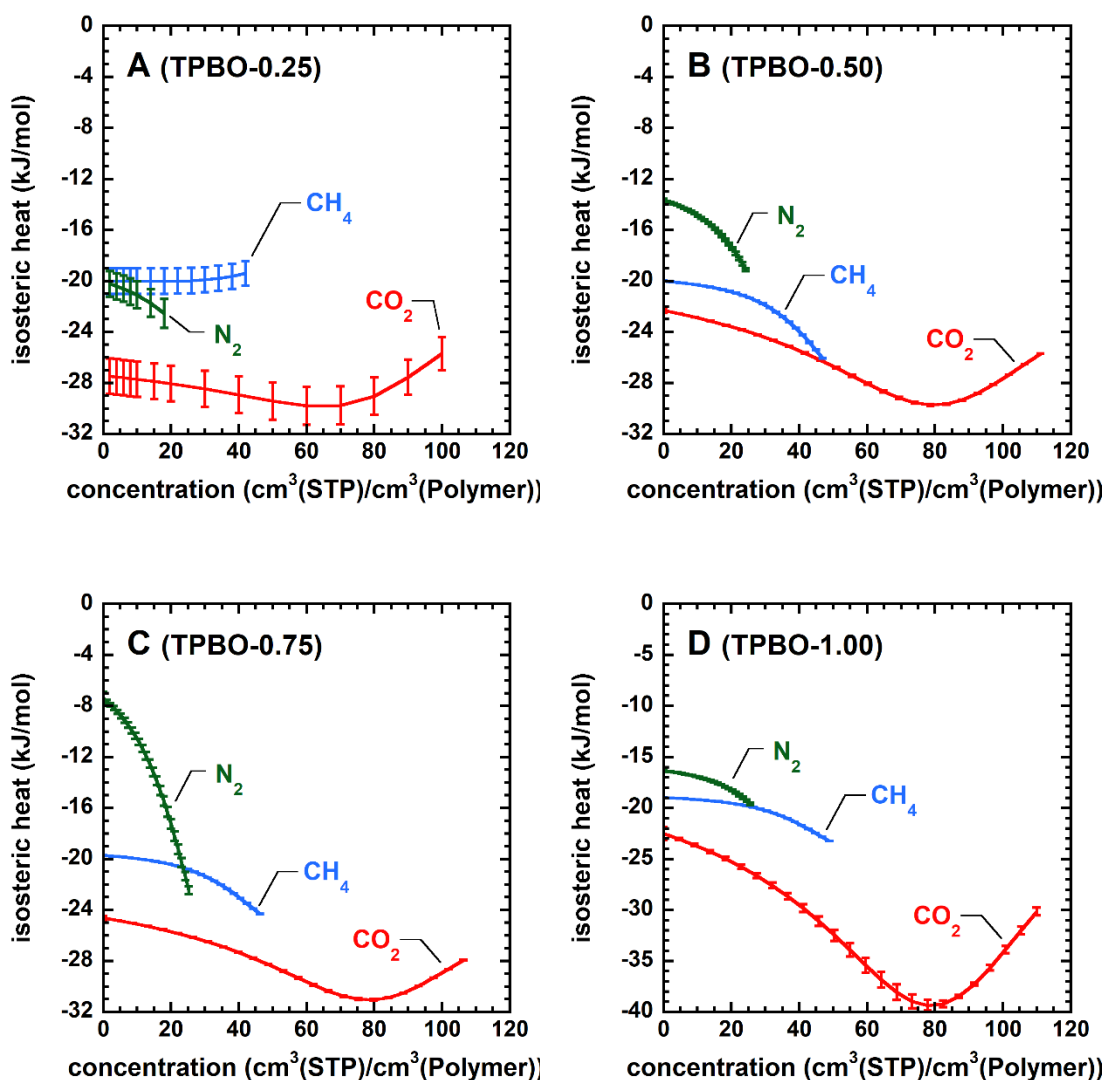 A (TPBO-0.25)
isosteric heat (kJ/mol)
0
-4
-8
-12
-16
-20
-24
-28
-32
CH₄
N₂
CO₂
0 20 40 60 80 100 120
concentration (cm³(STP)/cm³(Polymer))
B (TPBO-0.50)
isosteric heat (kJ/mol)
0
-4
-8
-12
-16
-20
-24
-28
-32
N₂
CH₄
CO₂
0 20 40 60 80 100 120
concentration (cm³(STP)/cm³(Polymer))
C (TPBO-0.75)
isosteric heat (kJ/mol)
0
-4
-8
-12
-16
-20
-24
-28
-32
N₂
CH₄
CO₂
0 20 40 60 80 100 120
concentration (cm³(STP)/cm³(Polymer))
D (TPBO-1.00)
isosteric heat (kJ/mol)
0
-5
-10
-15
-20
-25
-30
-35
-40
N₂
CH₄
CO₂
0 20 40 60 80 100 120
concentration (cm³(STP)/cm³(Polymer))